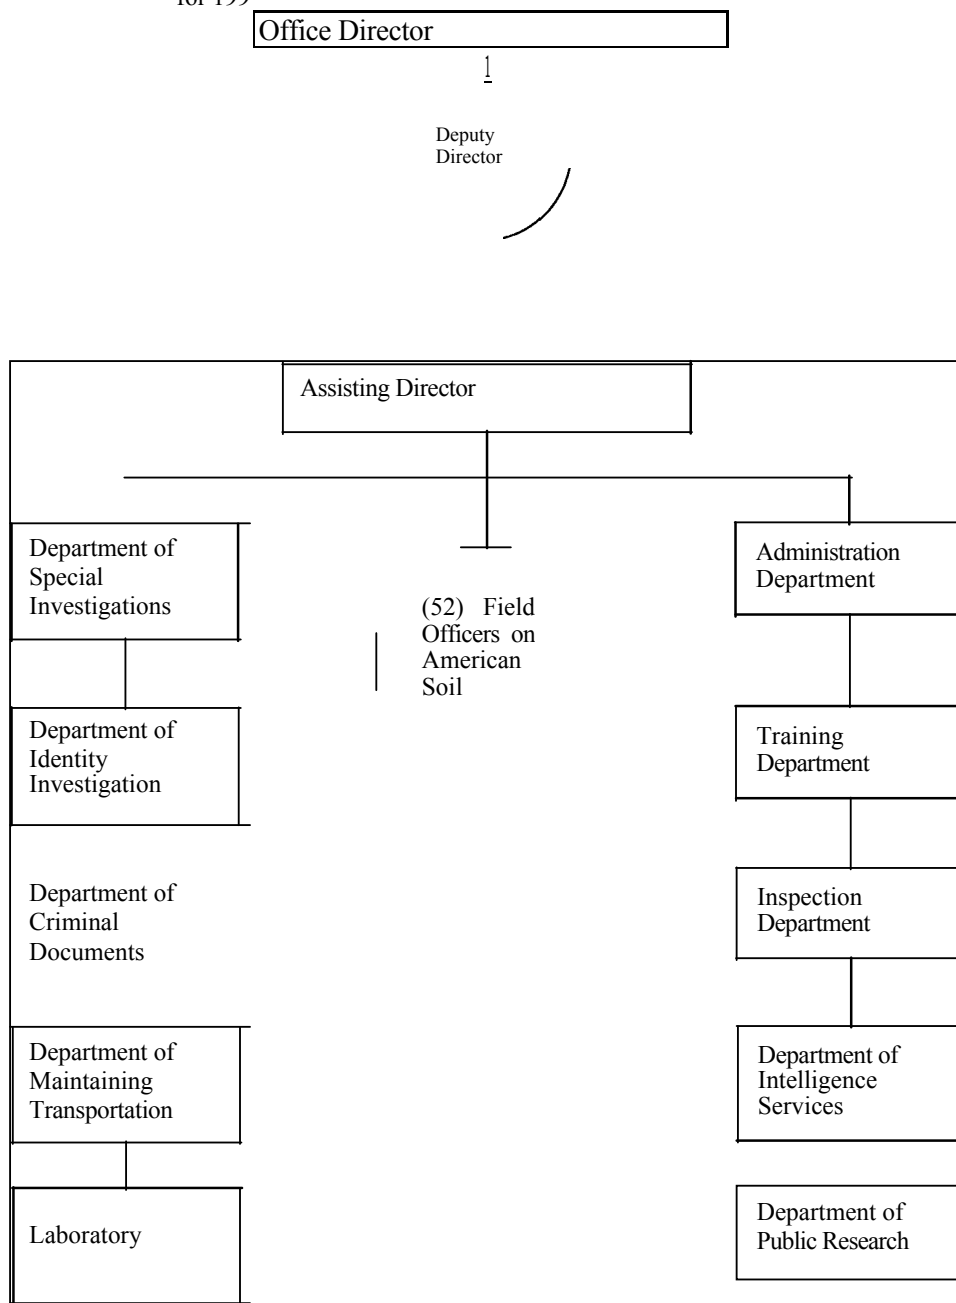 for 199
Office Director
1
Deputy
Director
Assisting Director
Department of
Special
Investigations
(52) Field
Officers on
American
Soil
Administration
Department
Department of
Identity
Investigation
Training
Department
Department of
Criminal
Documents
Inspection
Department
Department of
Maintaining
Transportation
Department of
Intelligence
Services
Laboratory
Department of
Public Research